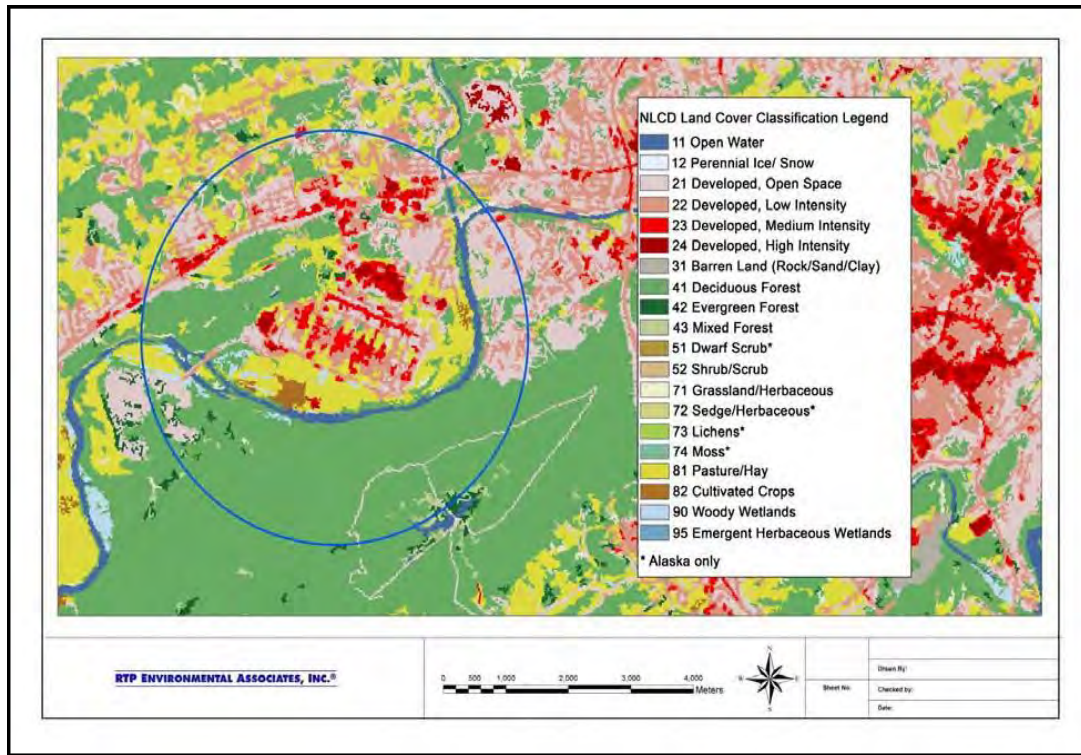 NLCD Land Cover Classification Legend
11 Open Water
12 Perennial Ice/ Snow
21 Developed, Open Space
22 Developed, Low Intensity
23 Developed, Medium Intensity
24 Developed, High Intensity
31 Barren Land (Rock/Sand/Clay)
41 Deciduous Forest
42 Evergreen Forest
43 Mixed Forest
51 Dwarf Scrub*
52 Shrub/Scrub
71 Grassland/Herbaceous
72 Sedge/Herbaceous*
73 Lichens*
74 Moss*
81 Pasture/Hay
82 Cultivated Crops
90 Woody Wetlands
95 Emergent Herbaceous Wetlands
* Alaska only
RTP ENVIRONMENTAL ASSOCIATES, INC.®
0 500 1,000 2,000 3,000 4,000
Meters
N
W E
S
Sheet No.
Drawn By:
Checked by:
Date: